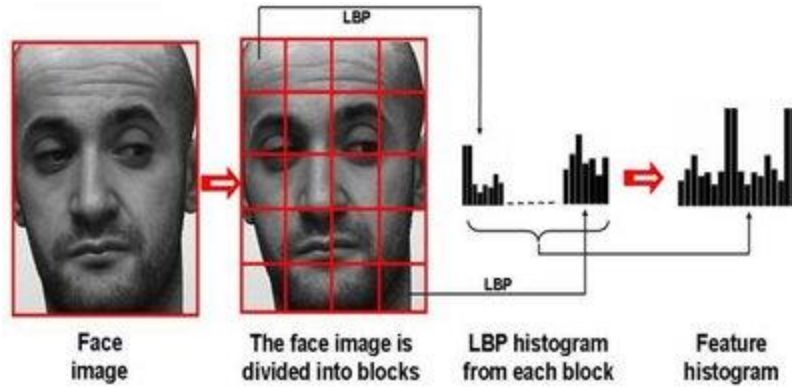 LBP
LBP
Face
image
The face image is
divided into blocks
LBP histogram
from each block
Feature
histogram